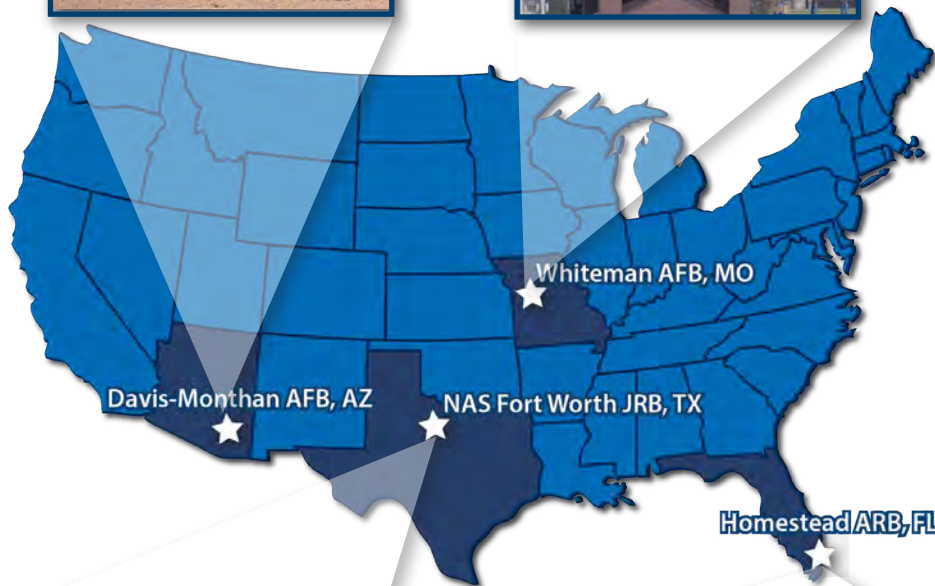 Whiteman AFB, MO
Davis-Monthan AFB, AZ
NAS Fort Worth JRB, TX
Homestead ARB, FL